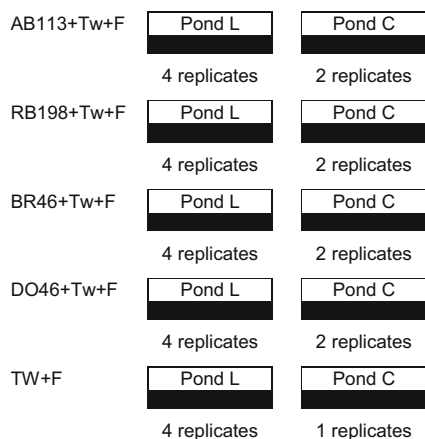 AB113+Tw+F Pond L Pond C
4 replicates 2 replicates
RB198+Tw+F Pond L Pond C
4 replicates 2 replicates
BR46+Tw+F Pond L Pond C
4 replicates 2 replicates
DO46+Tw+F Pond L Pond C
4 replicates 2 replicates
TW+F Pond L Pond C
4 replicates 1 replicates